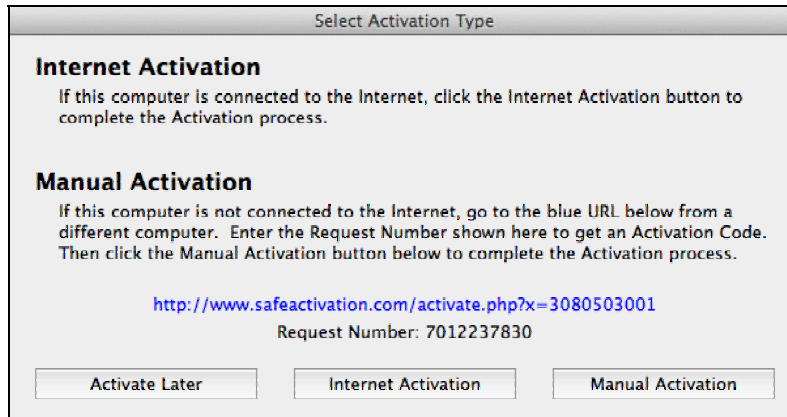 Select Activation Type
Internet Activation
If this computer is connected to the Internet, click the Internet Activation button to
complete the Activation process.
Manual Activation
If this computer is not connected to the Internet, go to the blue URL below from a
different computer.  Enter the Request Number shown here to get an Activation Code.
Then click the Manual Activation button below to complete the Activation process.
http://www.safeactivation.com/activate.php?x=3080503001
Request Number: 7012237830
Activate Later
Internet Activation
Manual Activation